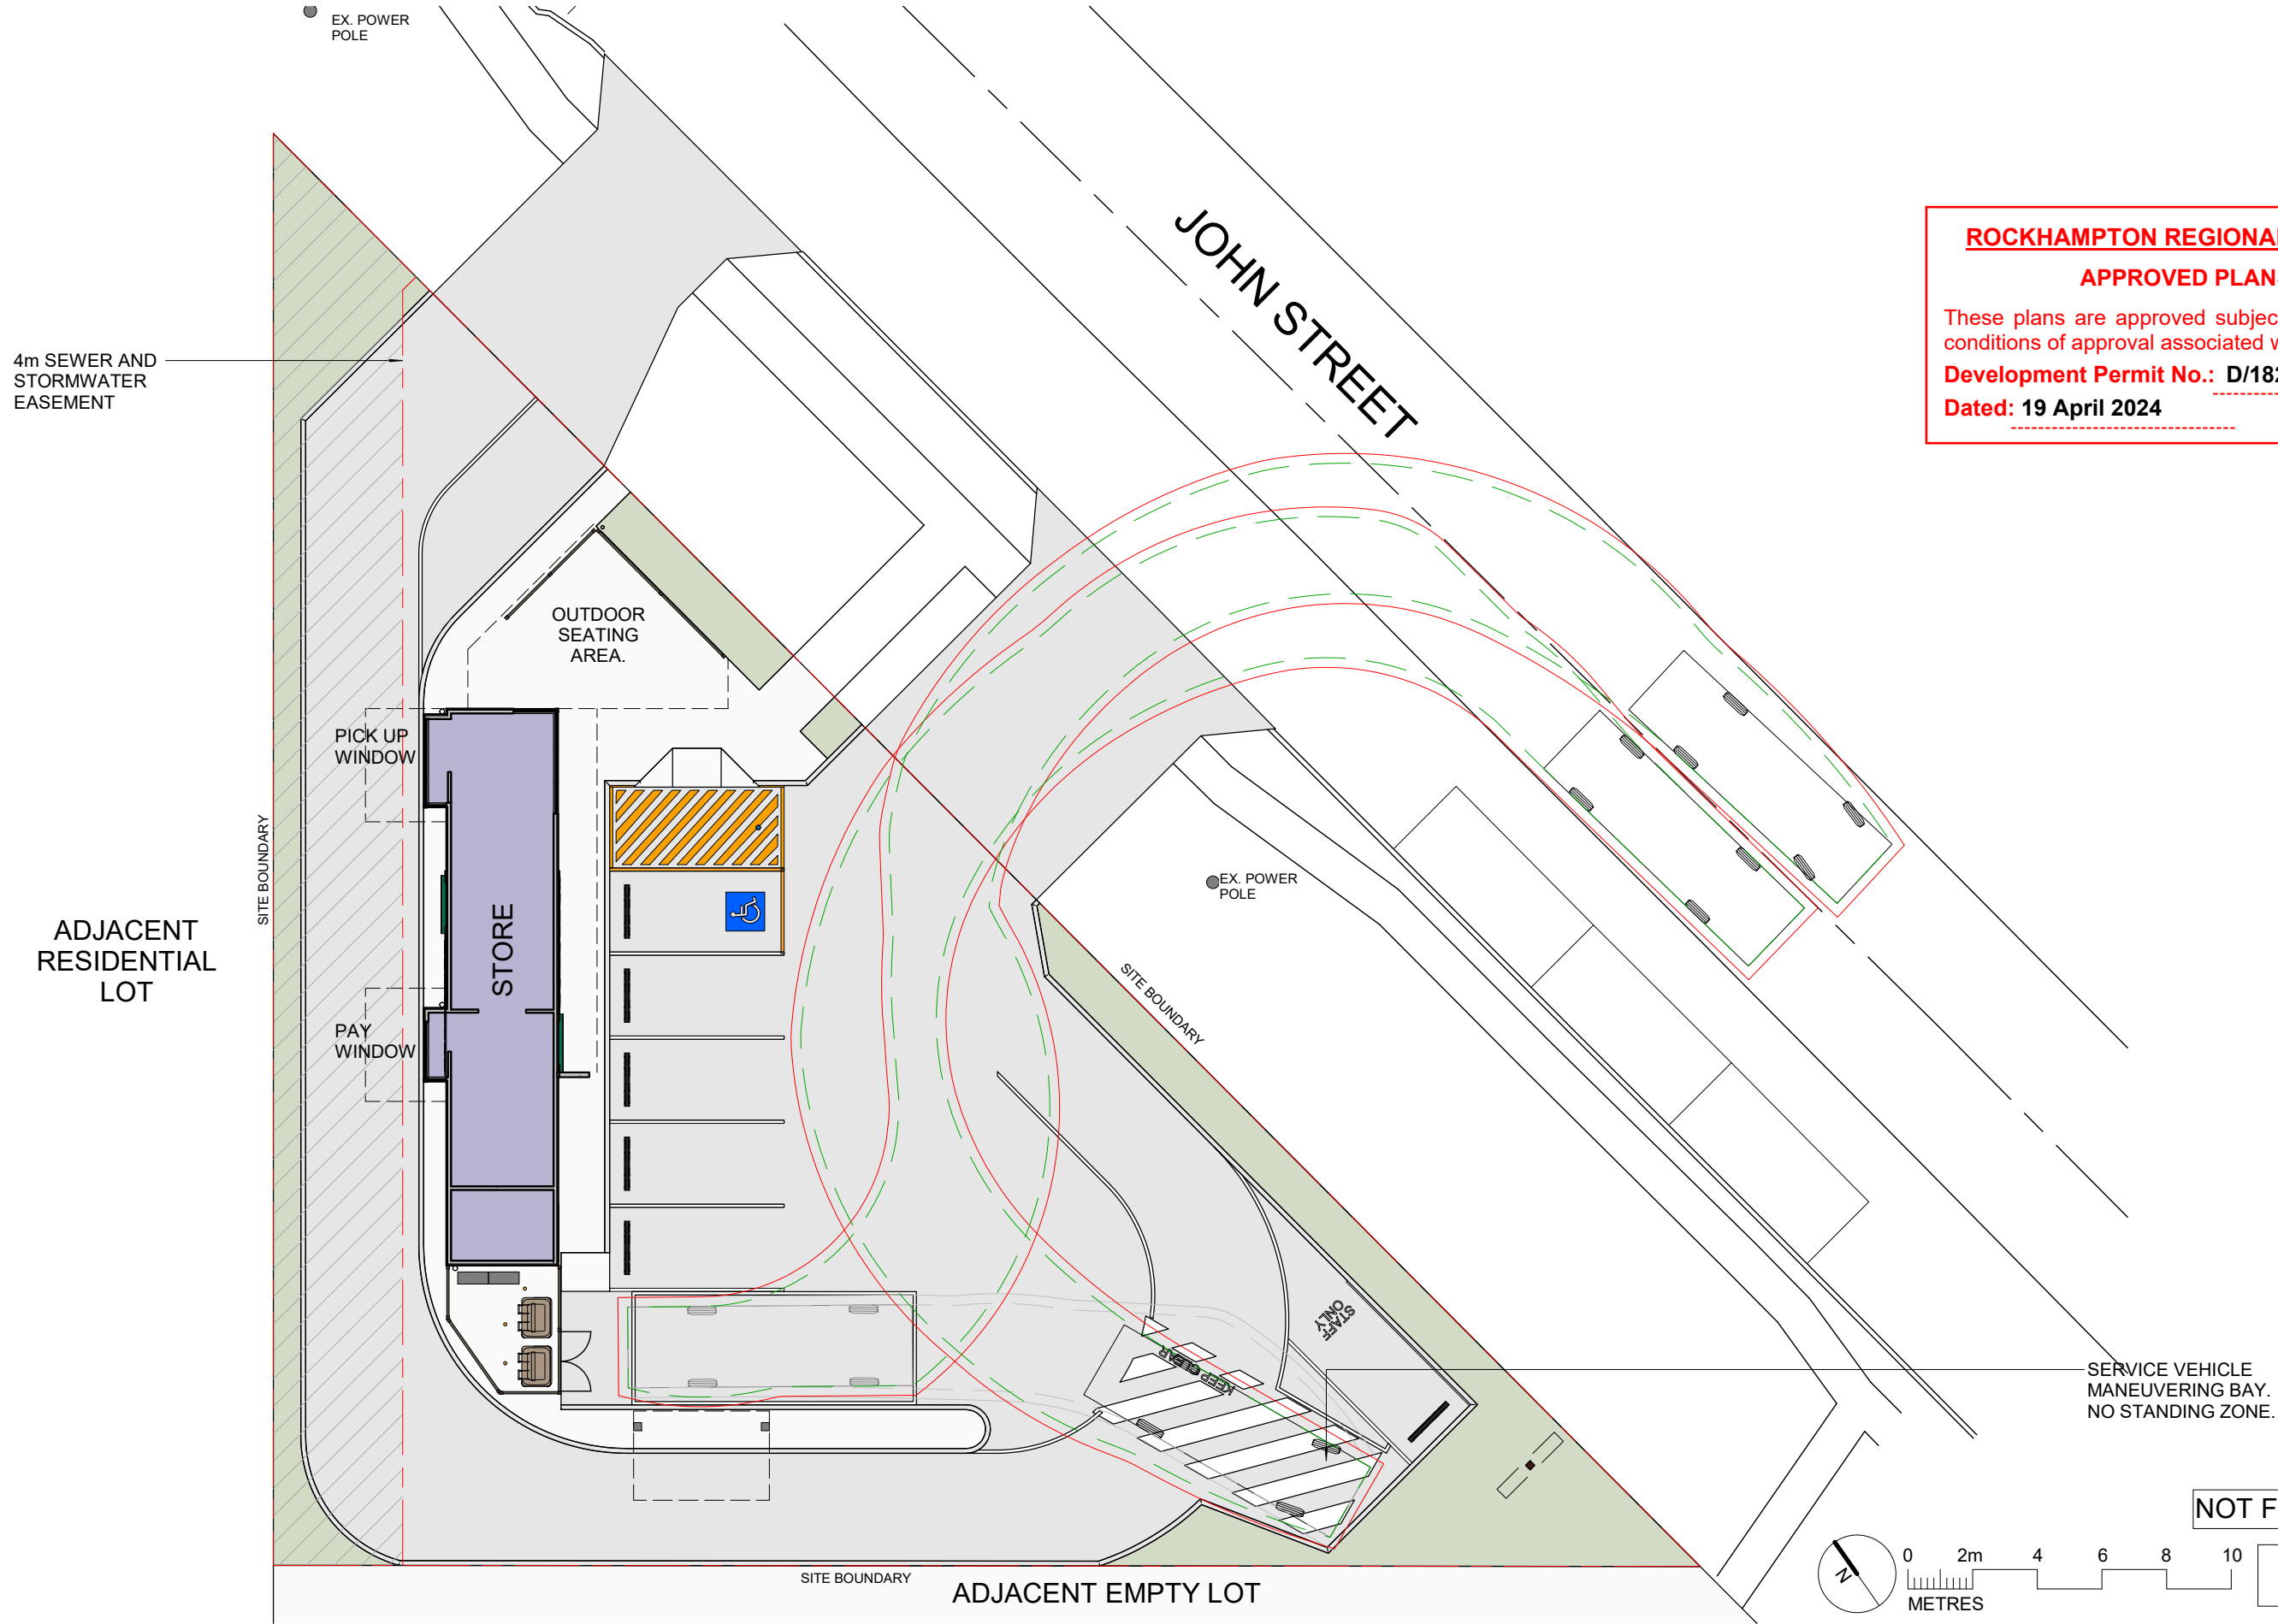 EX. POWER
POLE
JOHN STREET
ROCKHAMPTON REGIONAL
APPROVED PLANS
These plans are approved subject
conditions of approval associated w
Development Permit No.: D/182
Dated: 19 April 2024
4m SEWER AND
STORMWATER
EASEMENT
OUTDOOR
SEATING
AREA.
PICK UP
WINDOW
SITE BOUNDARY
STORE
EX. POWER
POLE
ADJACENT
RESIDENTIAL
LOT
SITE BOUNDARY
PAY
WINDOW
STAFF
ONLY
KEEP CLEAR
SERVICE VEHICLE
MANEUVERING BAY.
NO STANDING ZONE.
NOT F
SITE BOUNDARY
ADJACENT EMPTY LOT
N
0 2m 4 6 8 10
METRES